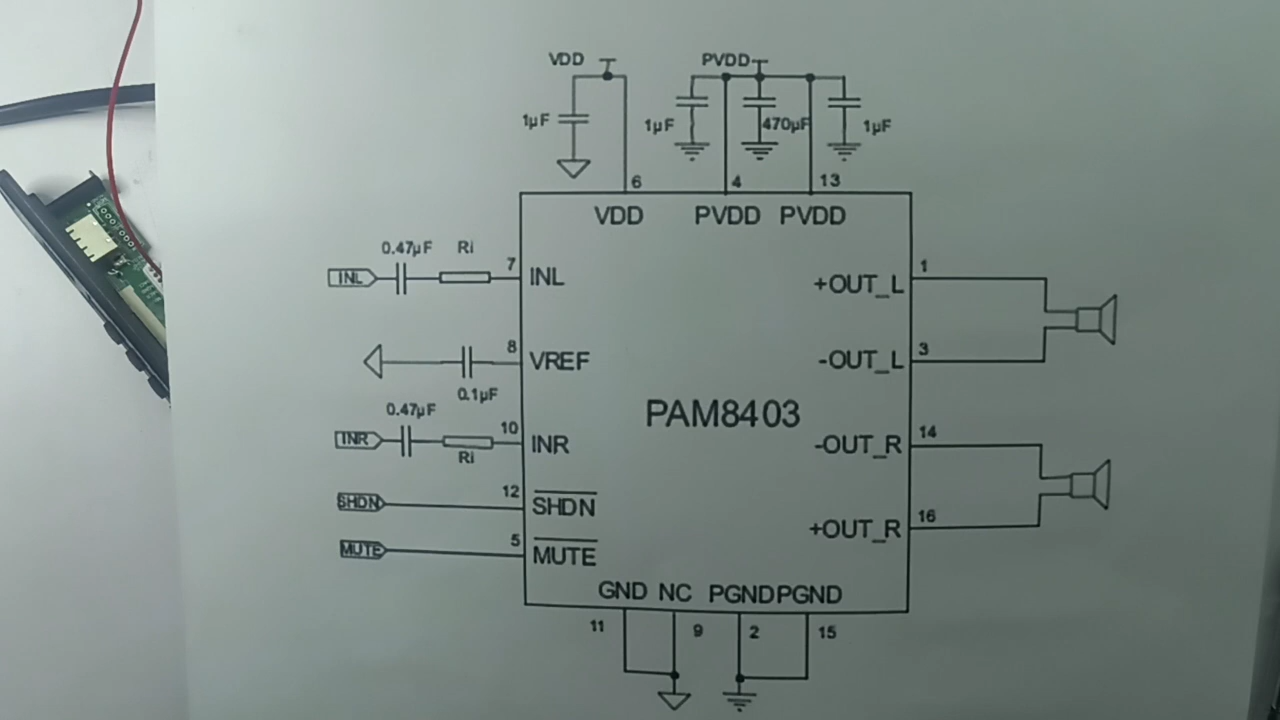 VDD PVDD
1µF 1µF 470µF 1µF
6 4 13
VDD PVDD PVDD
0.47µF Ri
INL 7 INL +OUT_L 1
8 VREF -OUT_L 3
0.1µF
0.47µF
PAM8403
INR 10 INR -OUT_R 14
Ri
SHDN 12 SHDN +OUT_R 16
MUTE 5 MUTE
GND NC PGND PGND
11 9 2 15